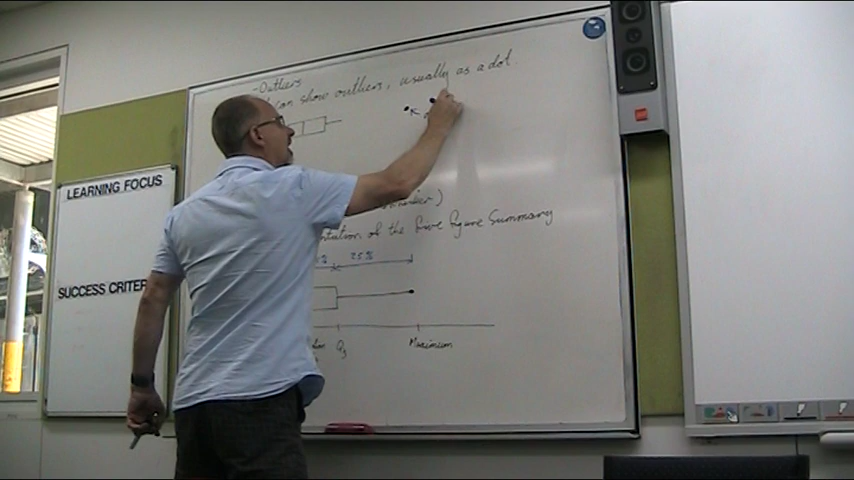 -Outliers
can show outliers, usually as a dot.
LEARNING FOCUS
of the five figure Summary
25%
SUCCESS CRITER
Q3 Maximum